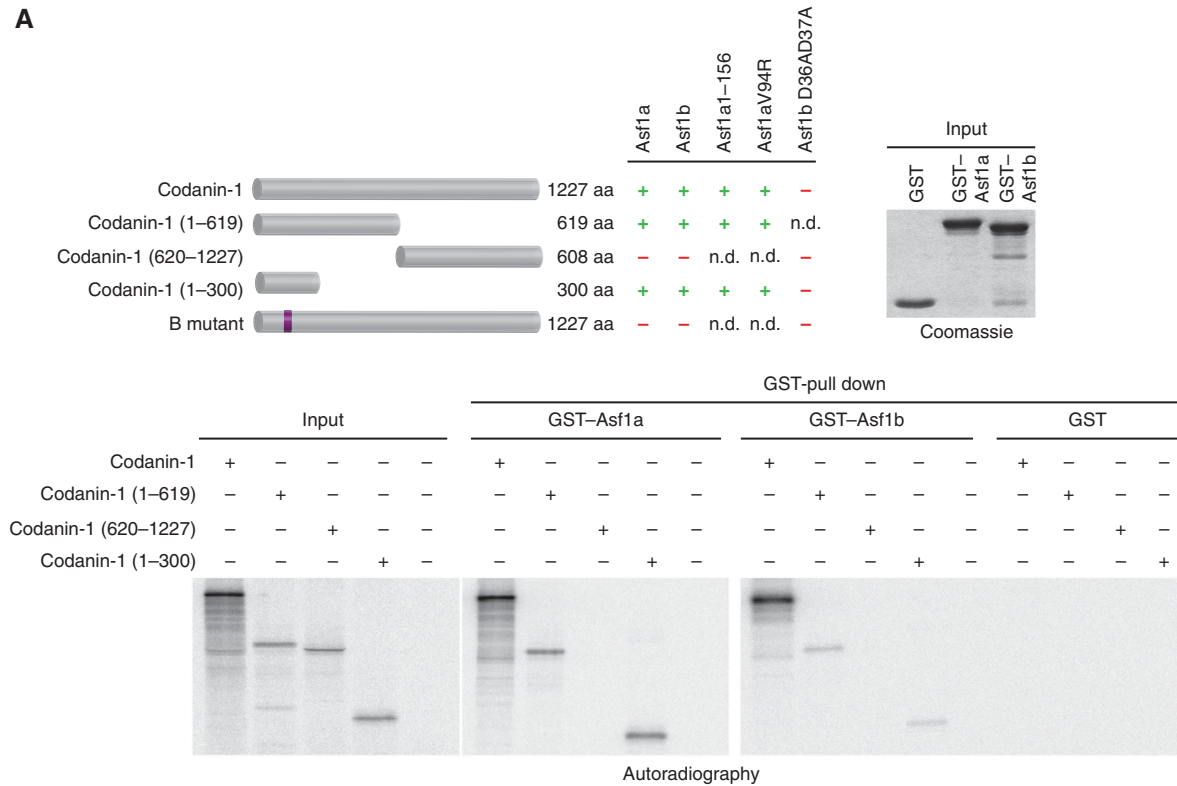 A
Asf1a
Asf1b
Asf1a1–156
Asf1aV94R
Asf1b D36AD37A
Codanin-1 1227 aa + + + + –
Codanin-1 (1–619) 619 aa + + + + n.d.
Codanin-1 (620–1227) 608 aa – – n.d. n.d. –
Codanin-1 (1–300) 300 aa + + + + –
B mutant 1227 aa – – n.d. n.d. –
Input
GST
GST–
Asf1a
GST–
Asf1b
Coomassie
GST-pull down
Input GST–Asf1a GST–Asf1b GST
Codanin-1 + – – – – + – – – – + – – – – + – – –
Codanin-1 (1–619) – + – – – – + – – – – + – – – – + – –
Codanin-1 (620–1227) – – + – – – – + – – – – + – – – – + –
Codanin-1 (1–300) – – – + – – – – + – – – – + – – – – +
Autoradiography